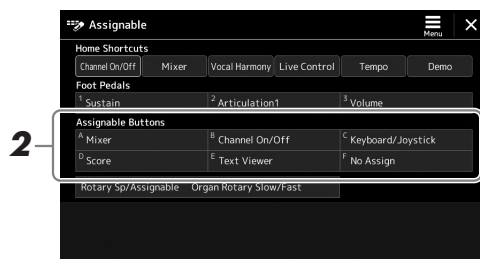 Assignable
Menu
Home Shortcuts
Channel On/Off Mixer Vocal Harmony Live Control Tempo Demo
Foot Pedals
1 Sustain 2 Articulation1 3 Volume
Assignable Buttons
2
A Mixer B Channel On/Off C Keyboard/Joystick
D Score E Text Viewer F No Assign
Rotary Sp/Assignable Organ Rotary Slow/Fast